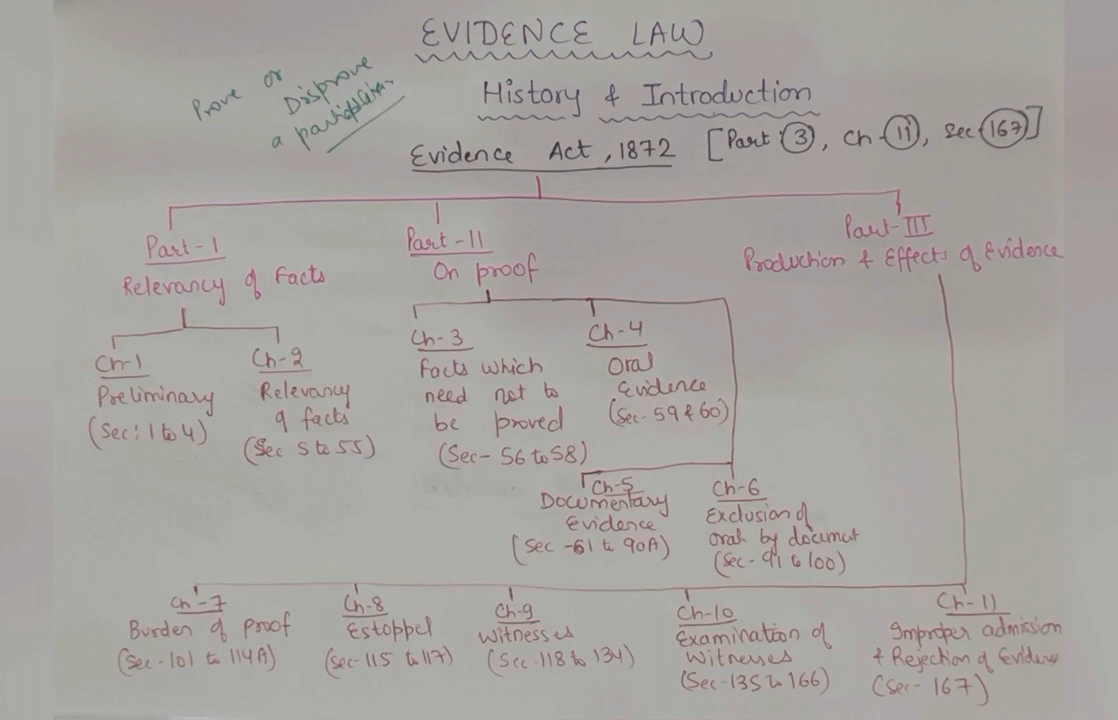 EVIDENCE LAW
Prove or
Disprove
a particular
History & Introduction
Evidence Act, 1872 [Part 3, Ch-11, Sec 167]
Part-I
Relevancy of Facts
Part-II
On proof
Part-III
Production & Effects of Evidence
Ch-1
Preliminary
(Sec: 1 to 4)
Ch-2
Relevancy
of facts
(Sec 5 to 55)
Ch-3
Facts which
need not to
be proved
(Sec- 56 to 58)
Ch-4
Oral
Evidence
(Sec- 59 & 60)
Ch-5
Documentary
Evidence
(Sec -61 to 90A)
Ch-6
Exclusion of
oral by documut
(Sec- 91 to 100)
Ch-7
Burden of proof
(Sec-101 to 114A)
Ch-8
Estoppel
(Sec-115 to 117)
Ch-9
Witnesses
(Sec-118 to 134)
Ch-10
Examination of
Witnesses
(Sec-135 to 166)
Ch-11
Improper admission
& Rejection of Evidence
(Sec- 167)